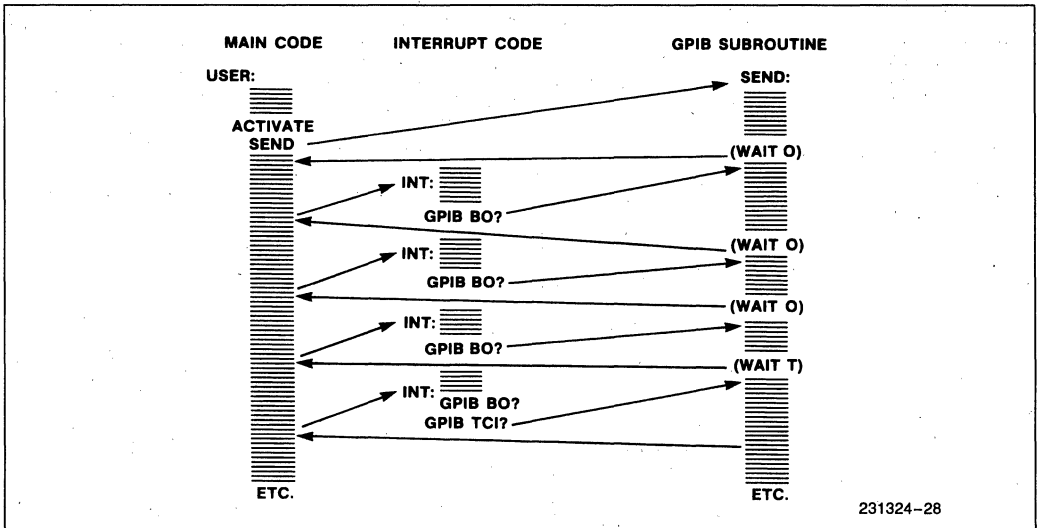 MAIN CODE INTERRUPT CODE GPIB SUBROUTINE
USER: SEND:
ACTIVATE
SEND
(WAIT O)
INT:
GPIB BO?
(WAIT O)
INT:
GPIB BO?
(WAIT O)
INT:
GPIB BO?
(WAIT T)
INT:
GPIB BO?
GPIB TCI?
ETC. ETC.
231324–28